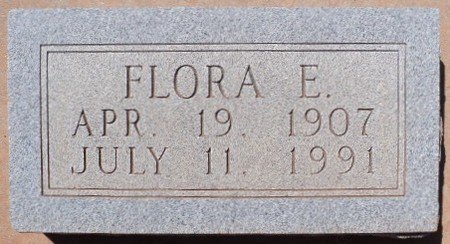 FLORA E.
APR. 19. 1907
JULY 11. 1991